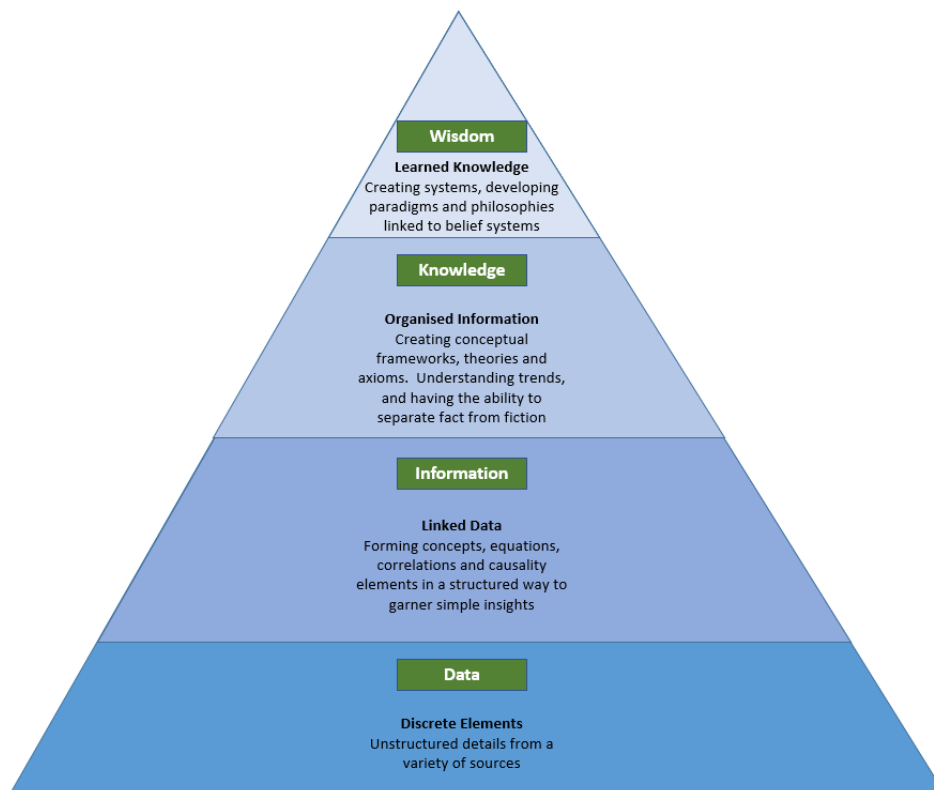 Wisdom
Learned Knowledge
Creating systems, developing
paradigms and philosophies
linked to belief systems
Knowledge
Organised Information
Creating conceptual
frameworks, theories and
axioms.  Understanding trends,
and having the ability to
separate fact from fiction
Information
Linked Data
Forming concepts, equations,
correlations and causality
elements in a structured way to
garner simple insights
Data
Discrete Elements
Unstructured details from a
variety of sources